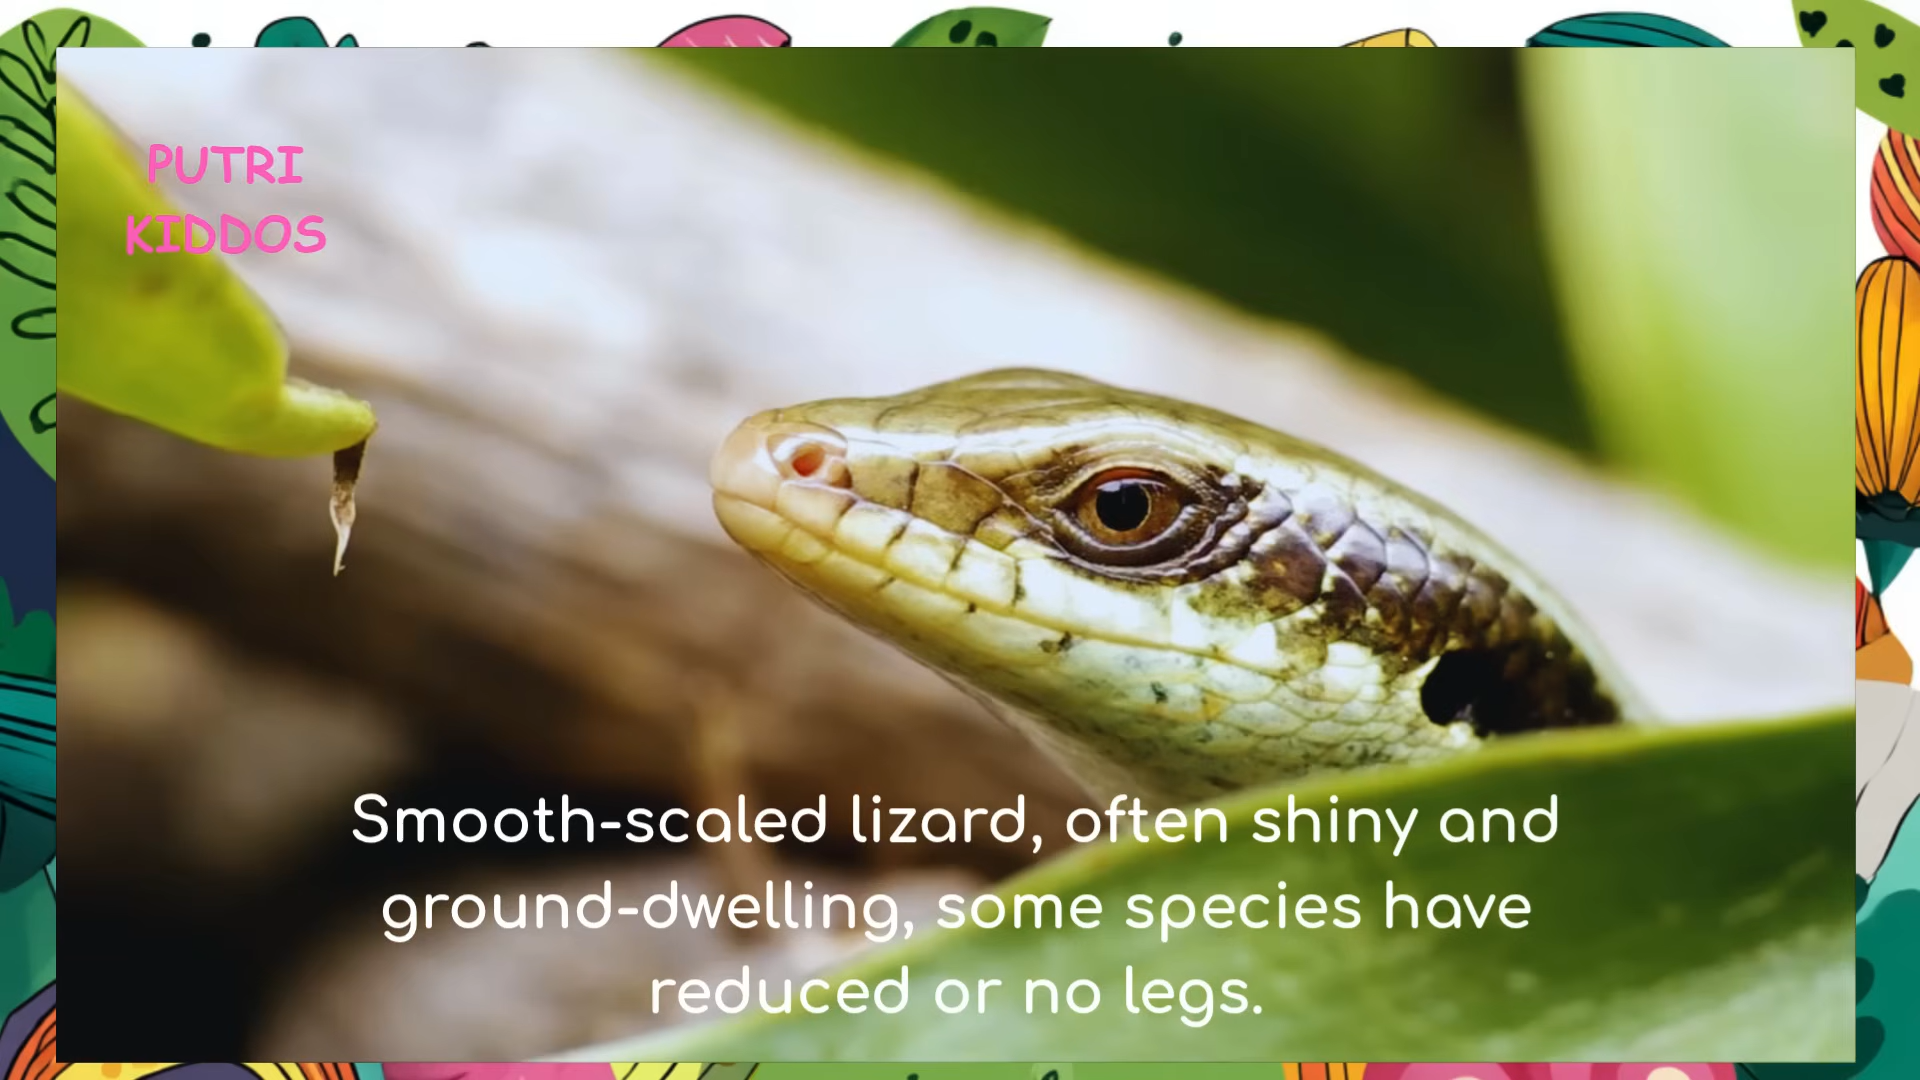 PUTRI
KIDDOS
Smooth-scaled lizard, often shiny and
ground-dwelling, some species have
reduced or no legs.